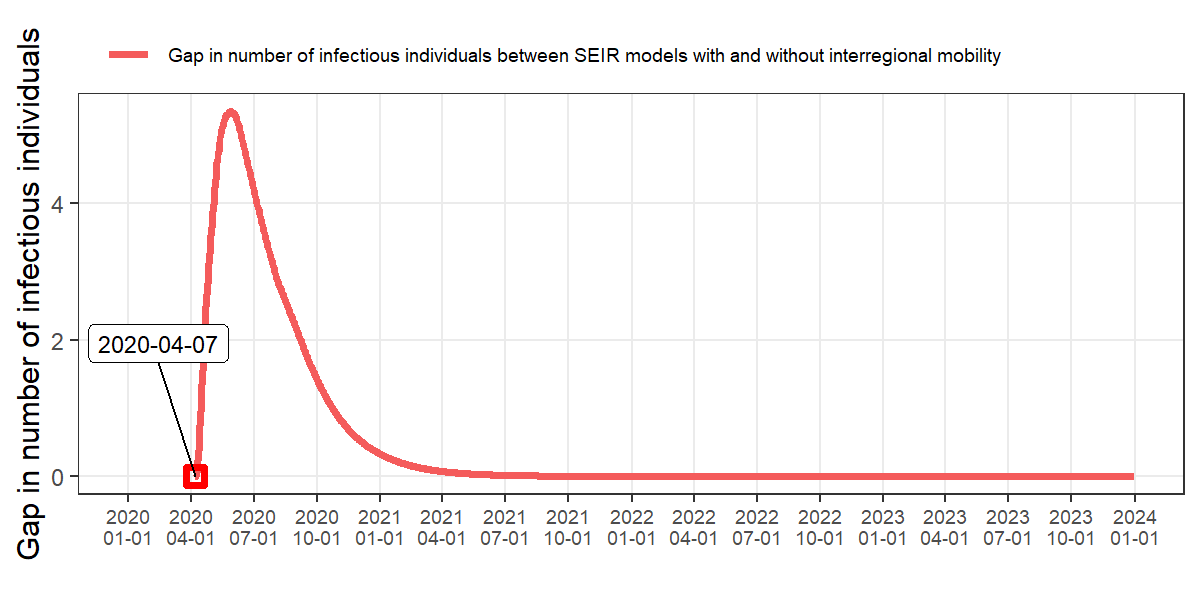 Gap in number of infectious individuals between SEIR models with and without interregional mobility
Gap in number of infectious individuals
4
2
0
2020-04-07
2020 2020 2020 2020 2021 2021 2021 2021 2022 2022 2022 2022 2023 2023 2023 2023 2024
01-01 04-01 07-01 10-01 01-01 04-01 07-01 10-01 01-01 04-01 07-01 10-01 01-01 04-01 07-01 10-01 01-01